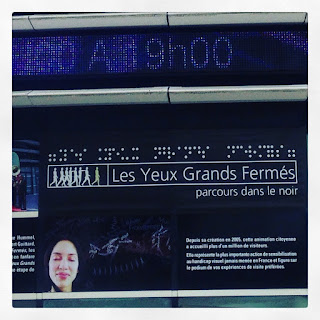 A 9h00
Les Yeux Grands Fermés
parcours dans le noir
Depuis sa création en 2005, cette animation citoyenne
a accueilli plus d'un million de visiteurs.
Elle représente la plus importante action de sensibilisation
au handicap visuel jamais menée en France et figure sur
le podium de vos expériences de visite préférées.
Hummel,
Guitard,